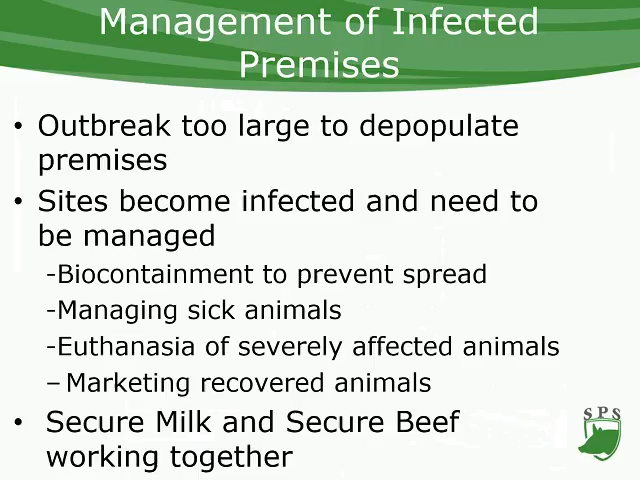 Management of Infected
Premises
• Outbreak too large to depopulate
premises
• Sites become infected and need to
be managed
-Biocontainment to prevent spread
-Managing sick animals
-Euthanasia of severely affected animals
– Marketing recovered animals
• Secure Milk and Secure Beef
working together
SPS